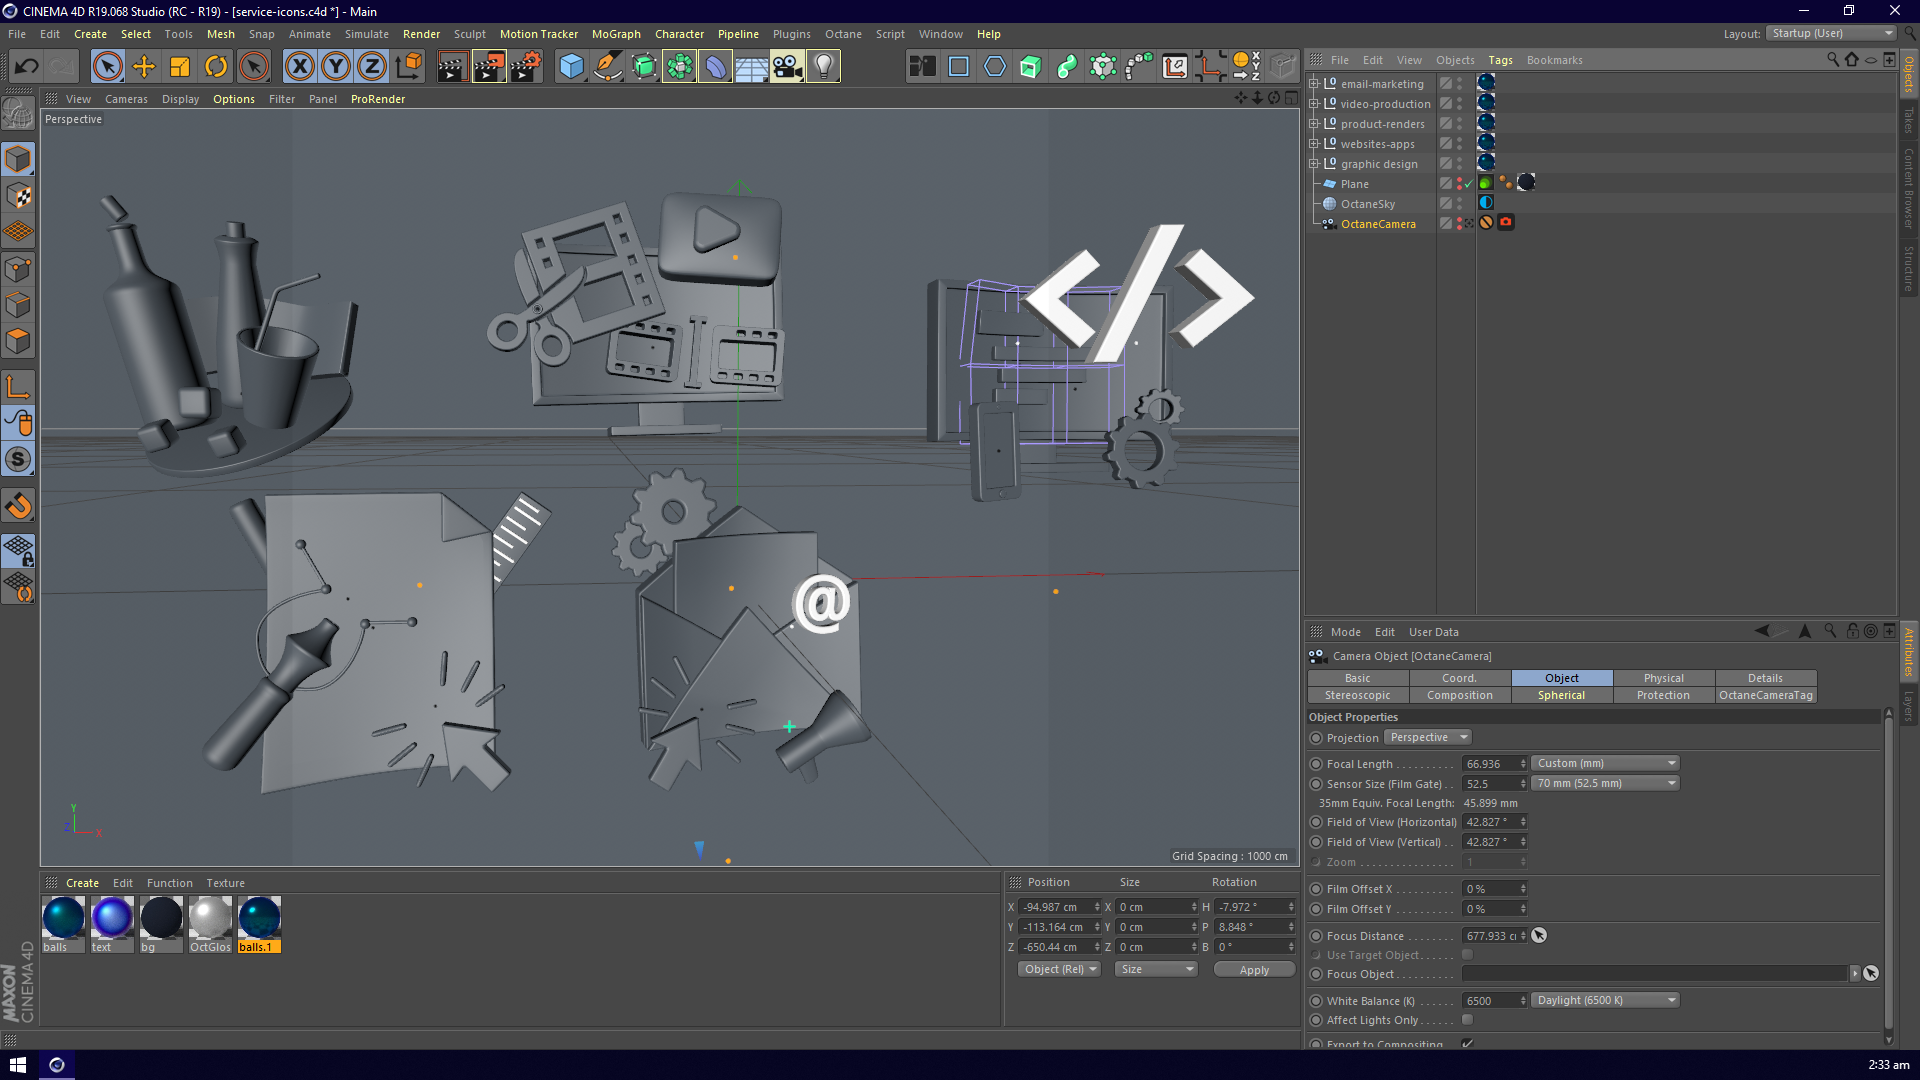 CINEMA 4D R19.068 Studio (RC - R19) - [service-icons.c4d *] - Main
File Edit Create Select Tools Mesh Snap Animate Simulate Render Sculpt Motion Tracker MoGraph Character Pipeline Plugins Octane Script Window Help
Layout: Startup (User)
X Y Z
View Cameras Display Options Filter Panel ProRender
Perspective
File Edit View Objects Tags Bookmarks
email-marketing
video-production
product-renders
websites-apps
graphic design
Plane
OctaneSky
OctaneCamera
Objects
Takes
Content Browser
Structure
</>
@
Y
Z X
Grid Spacing : 1000 cm
Mode Edit User Data
Camera Object [OctaneCamera]
Basic Coord. Object Physical Details
Stereoscopic Composition Spherical Protection OctaneCameraTag
Attributes
Layers
Object Properties
Projection Perspective
Focal Length . . . . . . . . . . 66.936 Custom (mm)
Sensor Size (Film Gate) . . 52.5 70 mm (52.5 mm)
35mm Equiv. Focal Length: 45.899 mm
Field of View (Horizontal) 42.827 °
Field of View (Vertical) . . 42.827 °
Zoom . . . . . . . . . . . . . . . . 1
Film Offset X . . . . . . . . . . 0 %
Film Offset Y . . . . . . . . . . 0 %
Focus Distance . . . . . . . . 677.933 c
Use Target Object . . . . . .
Focus Object . . . . . . . . . .
White Balance (K) . . . . . . 6500 Daylight (6500 K)
Affect Lights Only . . . . . .
Export to Compositing
Create Edit Function Texture
balls text bg OctGlos balls.1
Position Size Rotation
X -94.987 cm X 0 cm H -7.972 °
Y -113.164 cm Y 0 cm P 8.848 °
Z -650.44 cm Z 0 cm B 0 °
Object (Rel) Size Apply
MAXON
CINEMA 4D
2:33 am